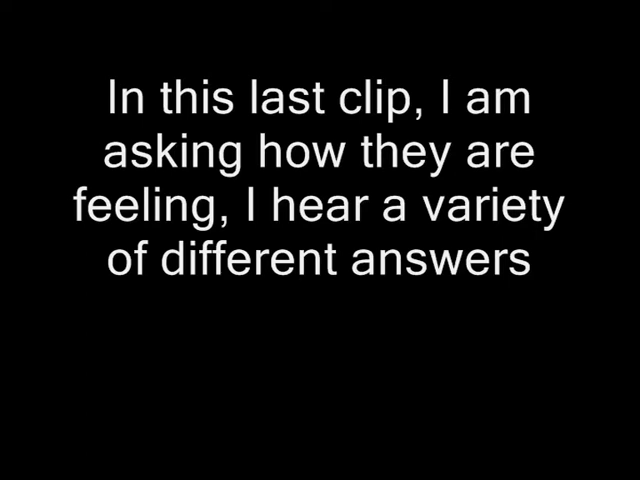 In this last clip, I am
asking how they are
feeling, I hear a variety
of different answers